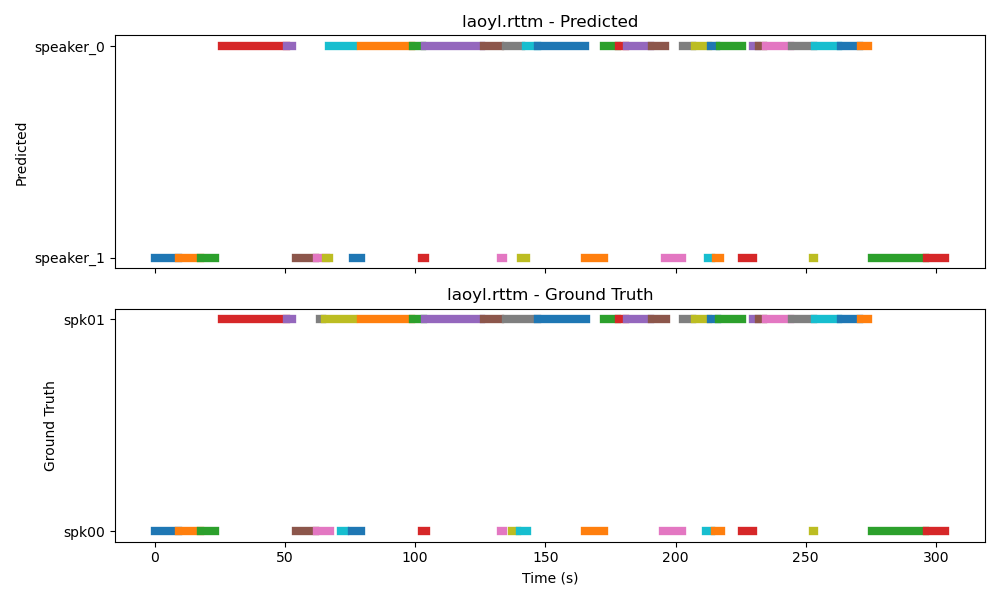 laoyl.rttm - Predicted
speaker_0
Predicted
speaker_1
laoyl.rttm - Ground Truth
spk01
Ground Truth
spk00
0 50 100 150 200 250 300
Time (s)